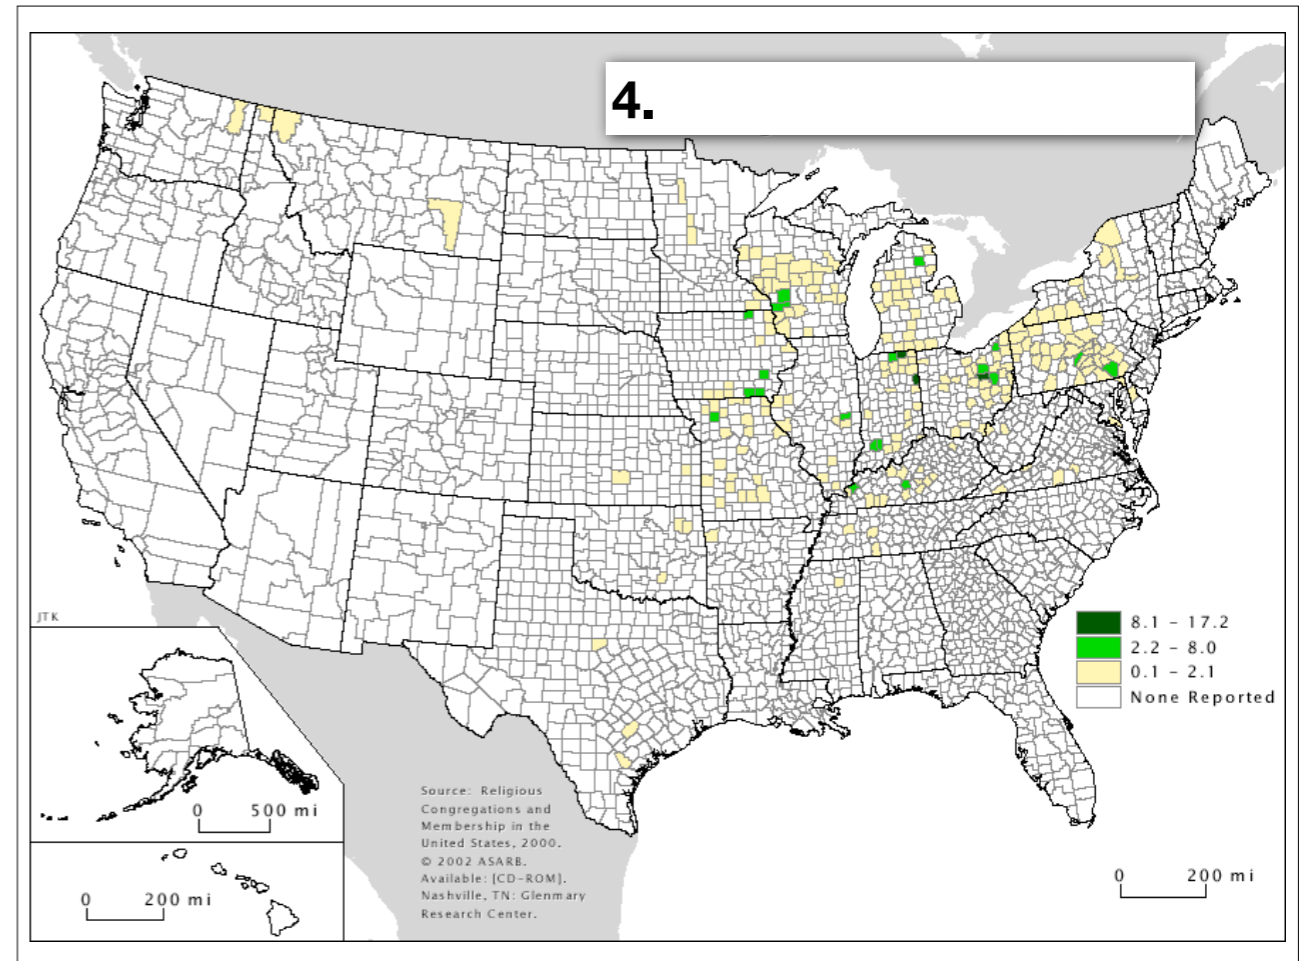 4.
JTK
8.1 - 17.2
2.2 - 8.0
0.1 - 2.1
None Reported
0 500 mi
0 200 mi
Source: Religious
Congregations and
Membership in the
United States, 2000.
© 2002 ASARB.
Available: [CD-ROM].
Nashville, TN: Glenmary
Research Center.
0 200 mi